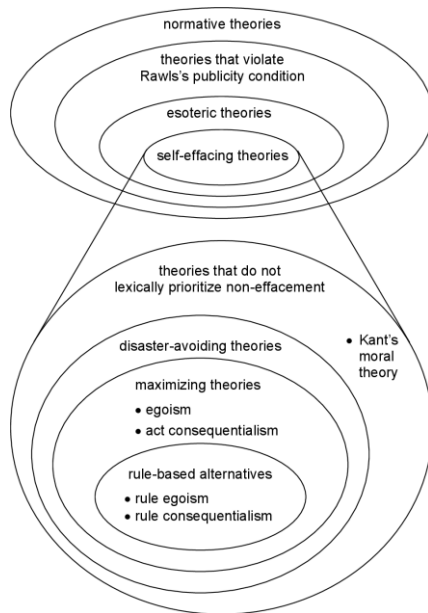 normative theories
theories that violate
Rawls's publicity condition
esoteric theories
self-effacing theories
theories that do not
lexically prioritize non-effacement
• Kant's
moral
theory
disaster-avoiding theories
maximizing theories
• egoism
• act consequentialism
rule-based alternatives
• rule egoism
• rule consequentialism